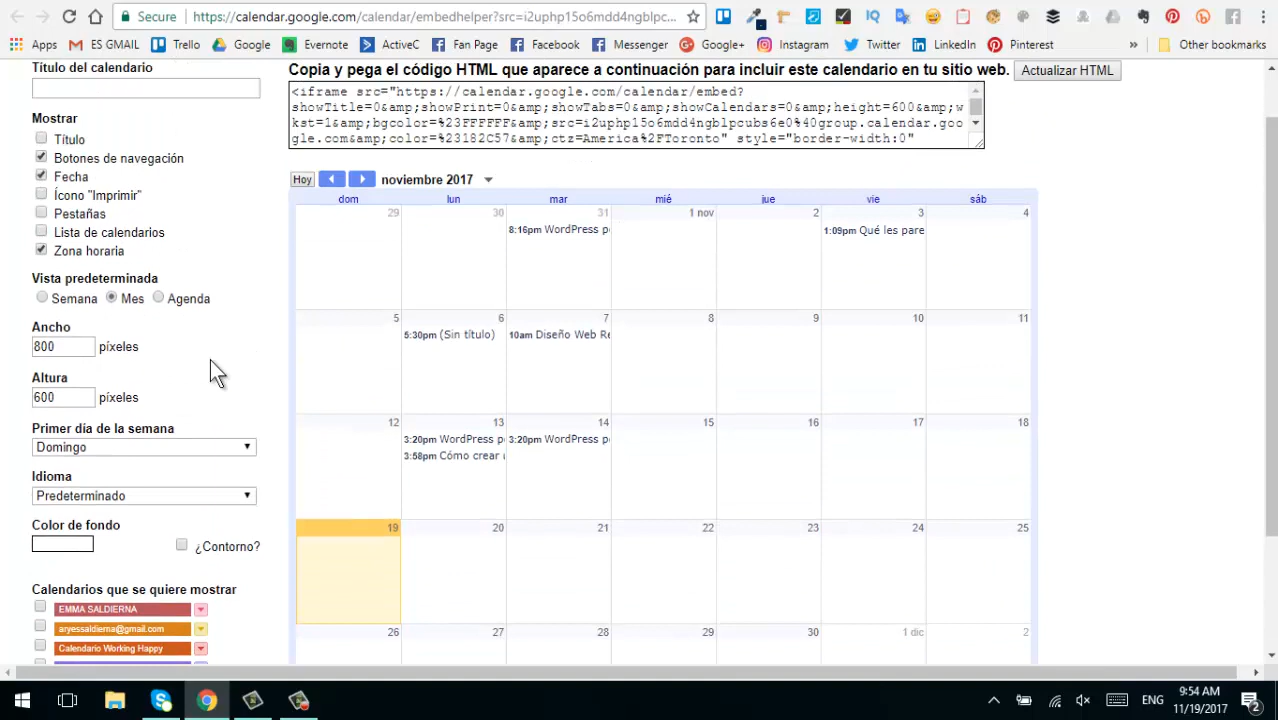 Secure
https://calendar.google.com/calendar/embedhelper?src=i2uphp15o6mdd4ngblpc...
Apps
ES GMAIL
Trello
Google
Evernote
ActiveC
Fan Page
Facebook
Messenger
Google+
Instagram
Twitter
LinkedIn
Pinterest
»
Other bookmarks
Título del calendario
Mostrar
Título
Botones de navegación
Fecha
Ícono "Imprimir"
Pestañas
Lista de calendarios
Zona horaria
Vista predeterminada
Semana
Mes
Agenda
Ancho
800 píxeles
Altura
600 píxeles
Primer día de la semana
Domingo
Idioma
Predeterminado
Color de fondo
¿Contorno?
Calendarios que se quiere mostrar
EMMA SALDIERNA
aryessaldierna@gmail.com
Calendario Working Happy
Copia y pega el código HTML que aparece a continuación para incluir este calendario en tu sitio web.
Actualizar HTML
<iframe src="https://calendar.google.com/calendar/embed?
showTitle=0&amp;showPrint=0&amp;showTabs=0&amp;showCalendars=0&amp;height=600&amp;w
kst=1&amp;bgcolor=%23FFFFFF&amp;src=i2uphp15o6mdd4ngblpcubs6e0%40group.calendar.goo
gle.com&amp;color=%23182C57&amp;ctz=America%2FToronto" style="border-width:0"
Hoy
noviembre 2017
dom lun mar mié jue vie sáb
29 30 31 1 nov 2 3 4
8:16pm WordPress p
1:09pm Qué les pare
5 6 7 8 9 10 11
5:30pm (Sin título)
10am Diseño Web Re
12 13 14 15 16 17 18
3:20pm WordPress p
3:20pm WordPress p
3:58pm Cómo crear
19 20 21 22 23 24 25
26 27 28 29 30 1 dic 2
ENG
9:54 AM
11/19/2017
2